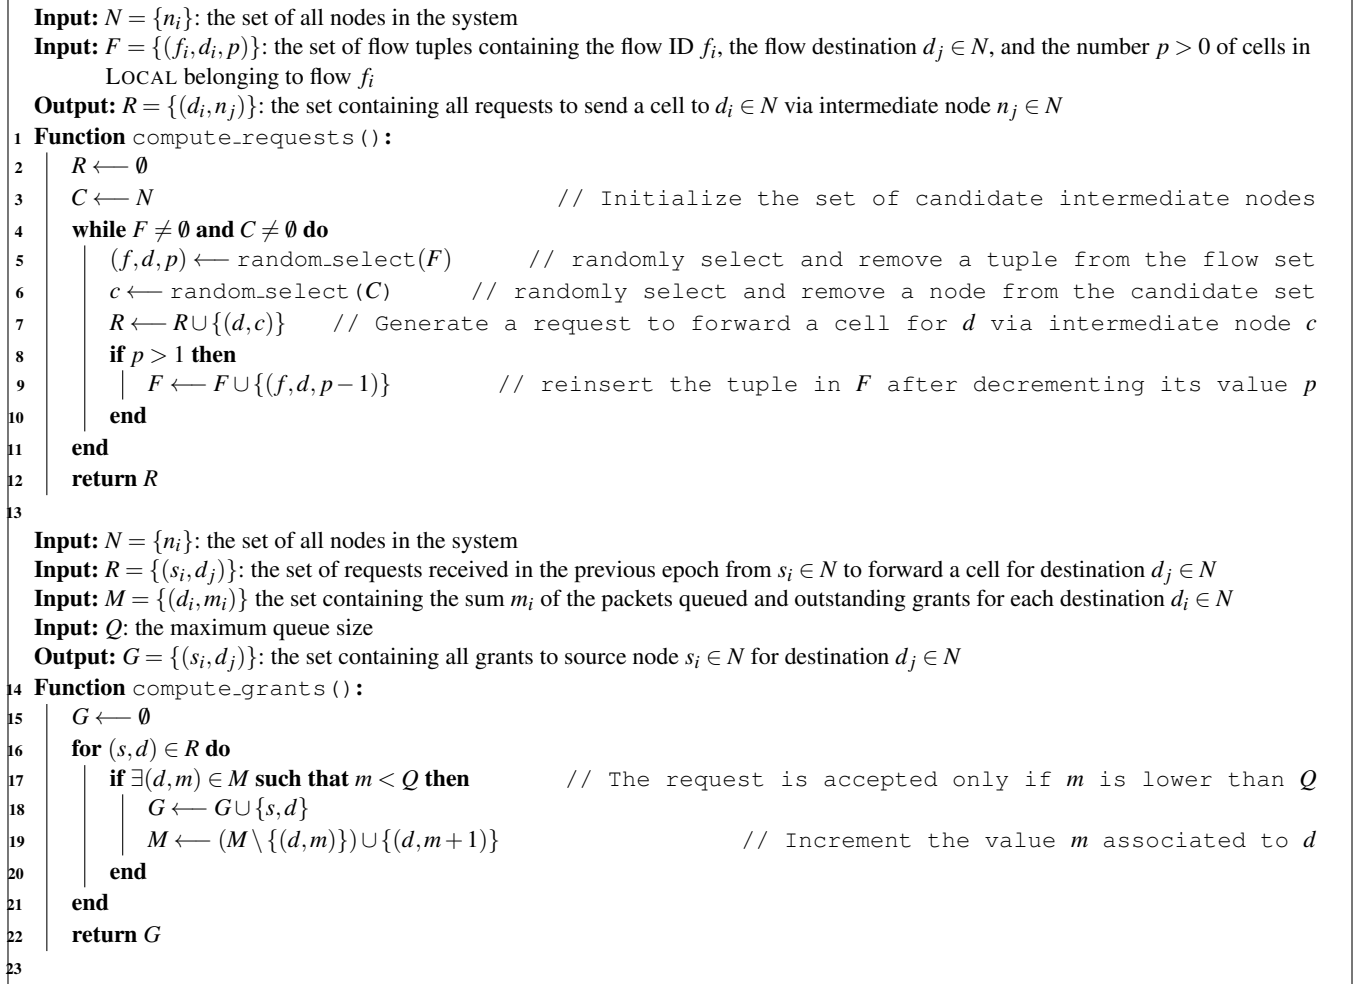 Input: N = {n_i}: the set of all nodes in the system
Input: F = {(f_i, d_i, p)}: the set of flow tuples containing the flow ID f_i, the flow destination d_j ∈ N, and the number p > 0 of cells in
LOCAL belonging to flow f_i
Output: R = {(d_i, n_j)}: the set containing all requests to send a cell to d_i ∈ N via intermediate node n_j ∈ N
1 Function compute_requests():
2 R ⟵ ∅
3 C ⟵ N // Initialize the set of candidate intermediate nodes
4 while F ≠ ∅ and C ≠ ∅ do
5 (f,d,p) ⟵ random_select(F) // randomly select and remove a tuple from the flow set
6 c ⟵ random_select(C) // randomly select and remove a node from the candidate set
7 R ⟵ R ∪ {(d,c)} // Generate a request to forward a cell for d via intermediate node c
8 if p > 1 then
9 F ⟵ F ∪ {(f,d,p−1)} // reinsert the tuple in F after decrementing its value p
10 end
11 end
12 return R
13
Input: N = {n_i}: the set of all nodes in the system
Input: R = {(s_i, d_j)}: the set of requests received in the previous epoch from s_i ∈ N to forward a cell for destination d_j ∈ N
Input: M = {(d_i, m_i)} the set containing the sum m_i of the packets queued and outstanding grants for each destination d_i ∈ N
Input: Q: the maximum queue size
Output: G = {(s_i, d_j)}: the set containing all grants to source node s_i ∈ N for destination d_j ∈ N
14 Function compute_grants():
15 G ⟵ ∅
16 for (s,d) ∈ R do
17 if ∃(d,m) ∈ M such that m < Q then // The request is accepted only if m is lower than Q
18 G ⟵ G ∪ {s,d}
19 M ⟵ (M \ {(d,m)}) ∪ {(d,m+1)} // Increment the value m associated to d
20 end
21 end
22 return G
23